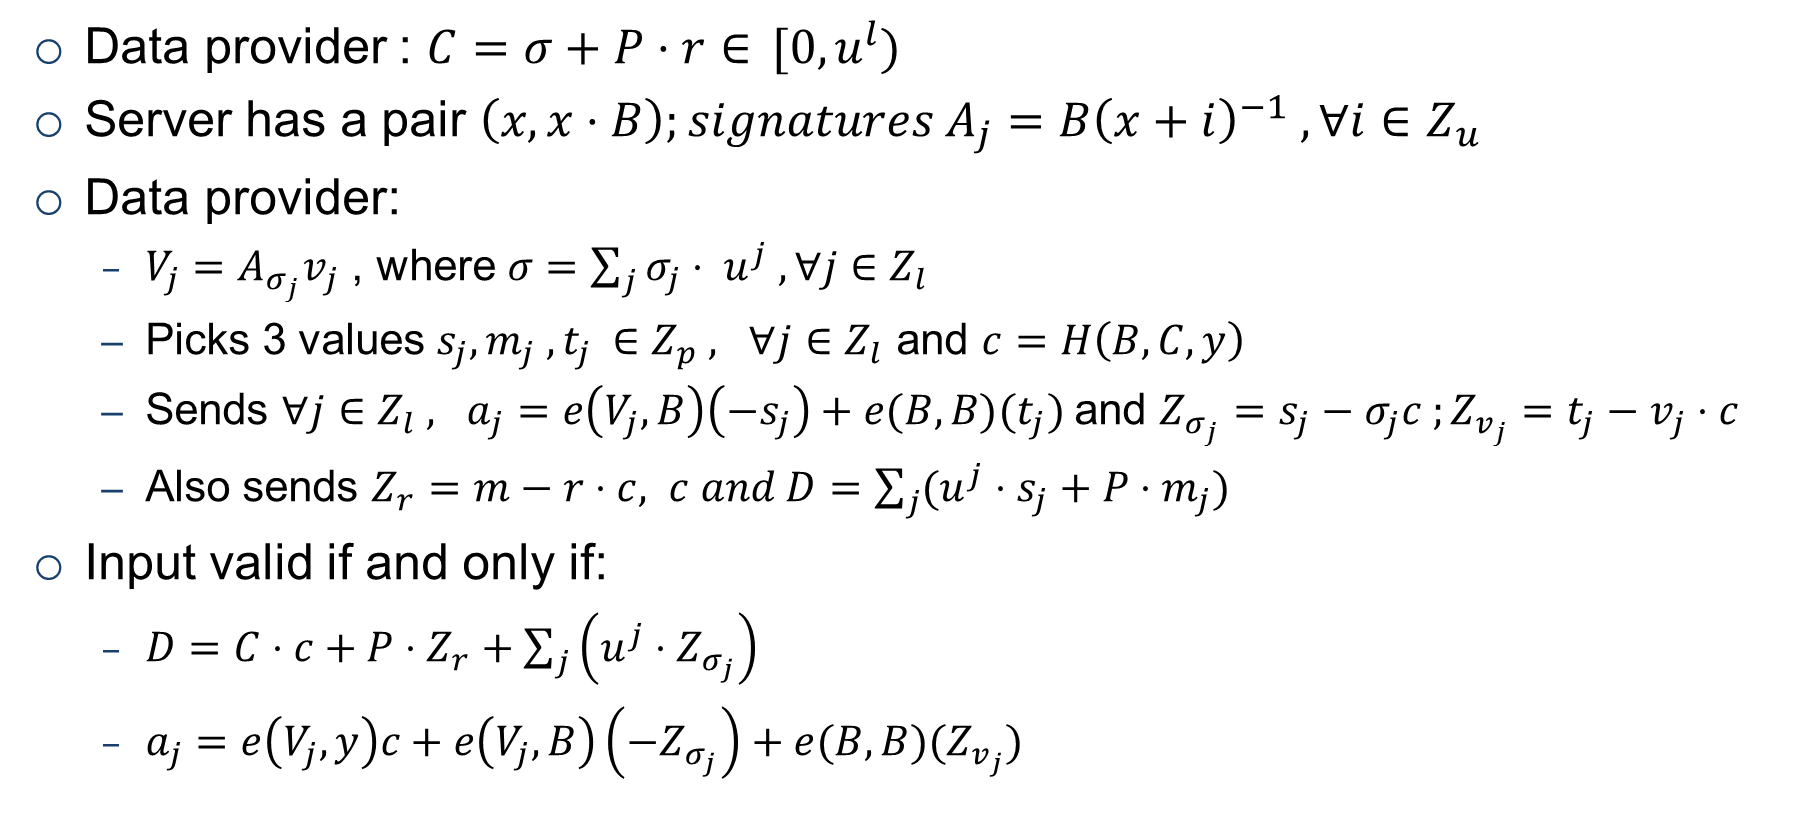 ○ Data provider : C = σ + P · r ∈ [0, uˡ)
○ Server has a pair (x, x · B); signatures A_j = B(x + i)⁻¹ , ∀i ∈ Z_u
○ Data provider:
– V_j = A_{σ_j} v_j , where σ = ∑_j σ_j · u^j , ∀j ∈ Z_l
– Picks 3 values s_j, m_j , t_j ∈ Z_p , ∀j ∈ Z_l and c = H(B, C, y)
– Sends ∀j ∈ Z_l , a_j = e(V_j, B)(−s_j) + e(B, B)(t_j) and Z_{σ_j} = s_j − σ_j c ; Z_{v_j} = t_j − v_j · c
– Also sends Z_r = m − r · c, c and D = ∑_j(u^j · s_j + P · m_j)
○ Input valid if and only if:
– D = C · c + P · Z_r + ∑_j (u^j · Z_{σ_j})
– a_j = e(V_j, y)c + e(V_j, B) (−Z_{σ_j}) + e(B, B)(Z_{v_j})